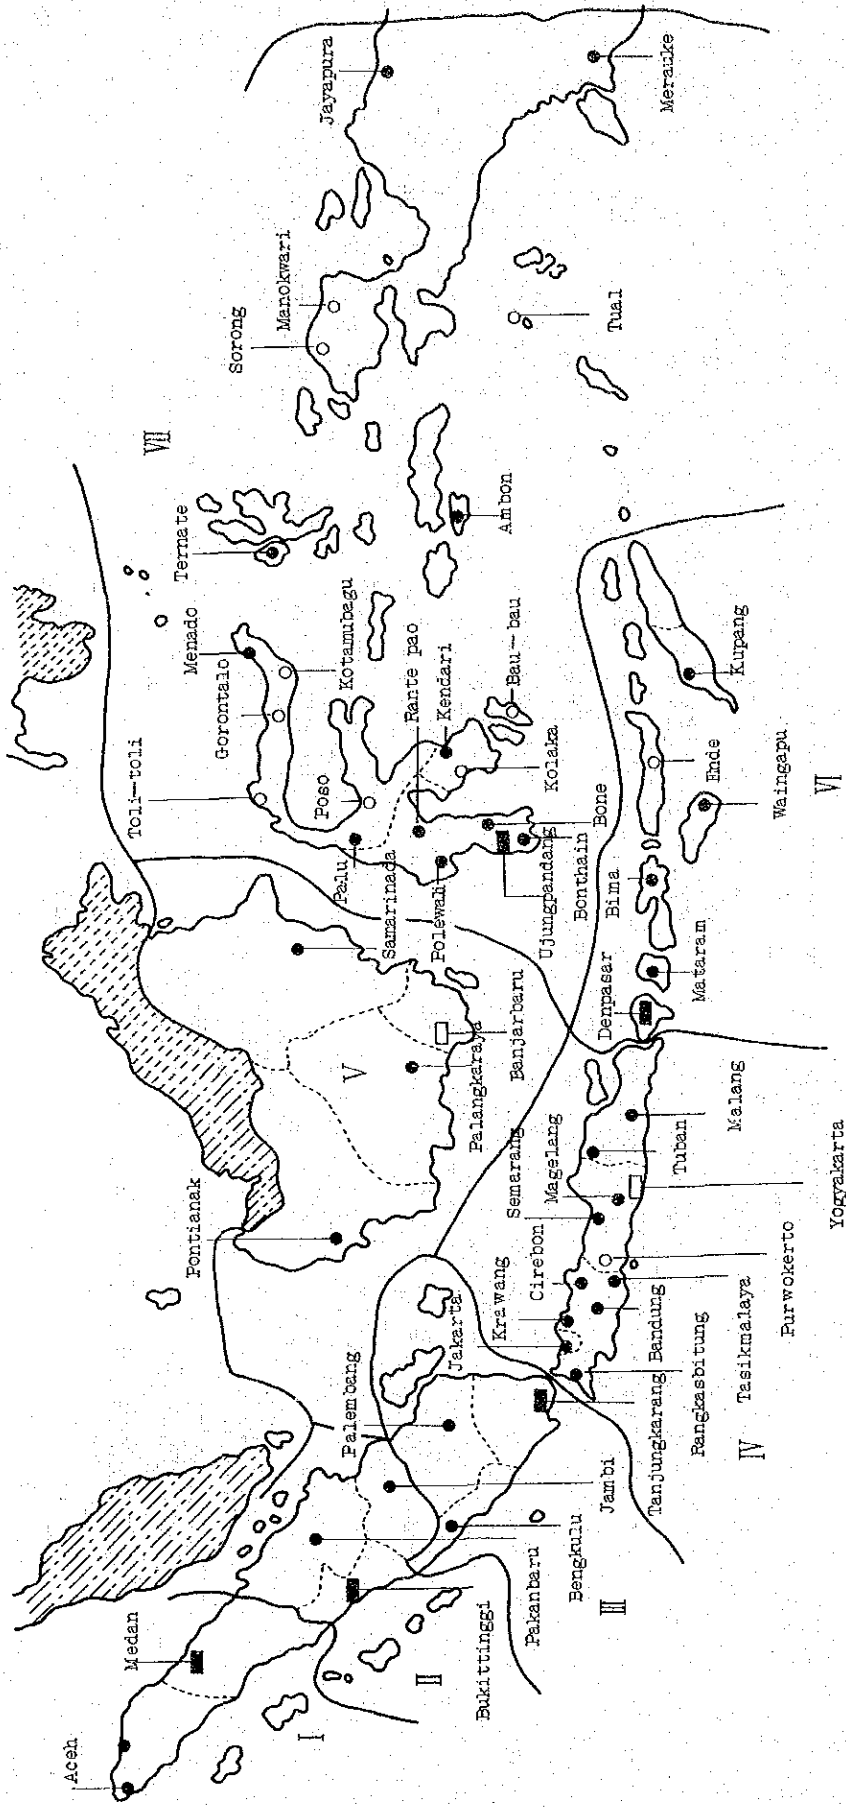 Aceh
Medan
I
II
Bukittinggi
Pakanbaru
III
Bengkulu
Jambi
Palembang
Tanjungkarang
Jakarta
Krawang
Cirebon
Bandung
Rangkasbitung
Tasikmalaya
IV
Purwokerto
Yogyakarta
Semarang
Magelang
Tuban
Malang
Pontianak
V
Palangkaraya
Banjarbaru
Samarinada
Denpasar
Mataram
Bima
Waingapu
VI
Ende
Kupang
Toli-toli
Gorontalo
Menado
Kotamubagu
Poso
Palu
Rante pao
Polewali
Kendari
Kolaka
Bau-bau
Bone
Ujungpandang
Bonthain
Ternate
VII
Ambon
Sorong
Manokwari
Tual
Jayapura
Merauke